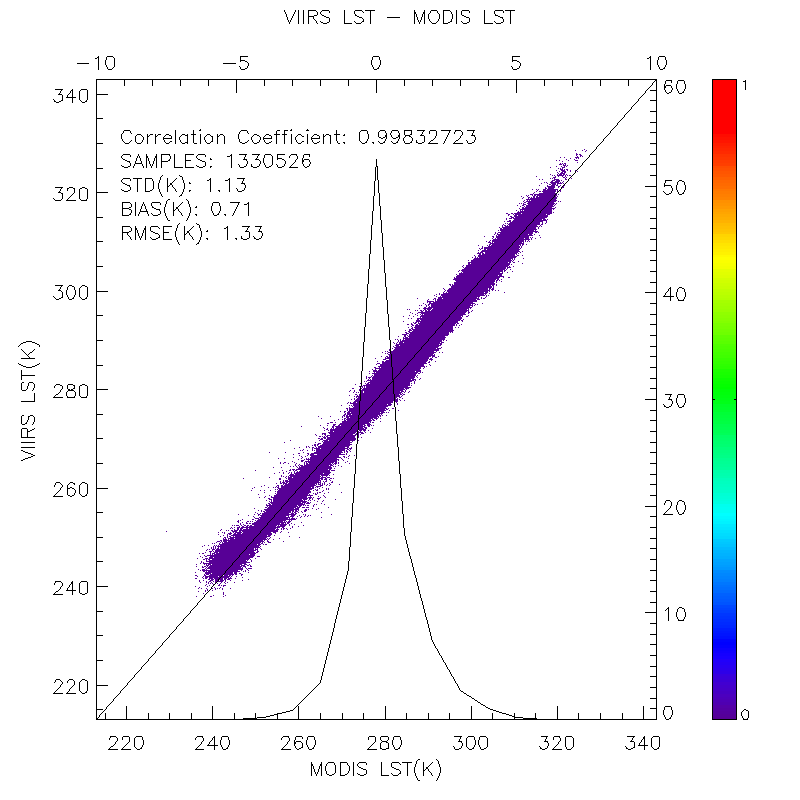 VIIRS LST - MODIS LST
-10 -5 0 5 10
340
320
300
280
260
240
220
Correlation Coefficient: 0.99832723
SAMPLES: 1330526
STD(K): 1.13
BIAS(K): 0.71
RMSE(K): 1.33
VIIRS LST(K)
60
50
40
30
20
10
0
1
0
220 240 260 280 300 320 340
MODIS LST(K)